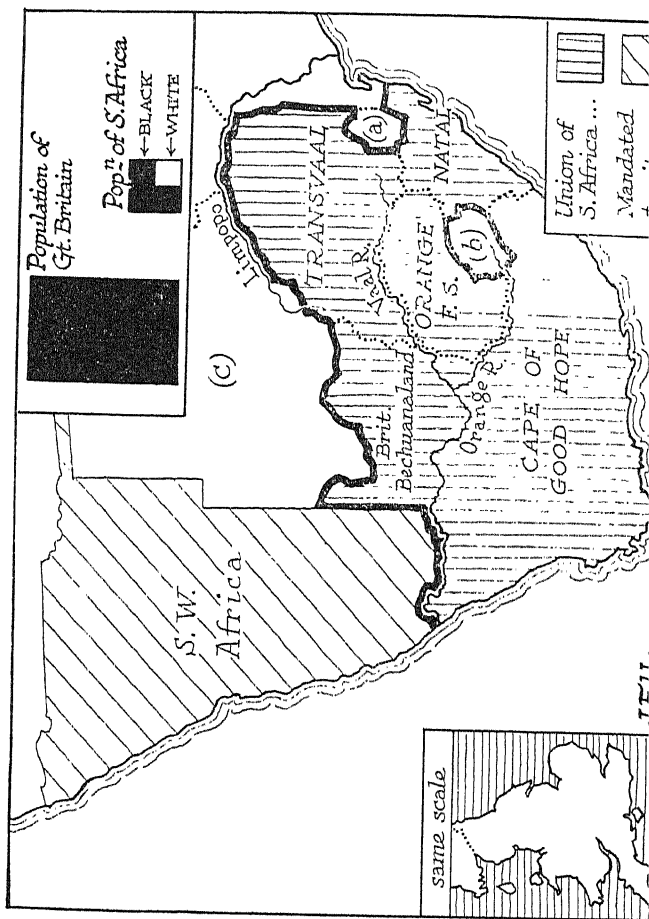 Population of
Gt. Britain
Popn. of S. Africa
←BLACK
←WHITE
Limpopo
(c)
TRANSVAAL
(a)
Vaal R.
NATAL
ORANGE
F. S.
(b)
Brit.
Bechuanaland
Orange R.
CAPE OF
GOOD HOPE
S. W.
Africa
Union of
S. Africa ...
Mandated
same scale